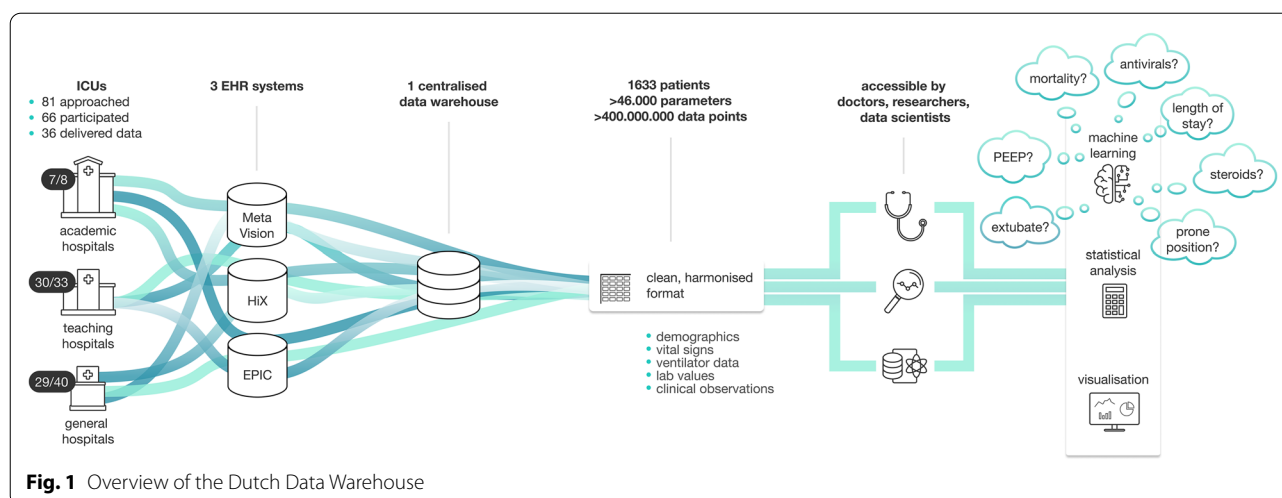 ICUs
• 81 approached
• 66 participated
• 36 delivered data
7/8
academic
hospitals
30/33
teaching
hospitals
29/40
general
hospitals
3 EHR systems
Meta
Vision
HiX
EPIC
1 centralised
data warehouse
1633 patients
>46.000 parameters
>400.000.000 data points
clean, harmonised
format
• demographics
• vital signs
• ventilator data
• lab values
• clinical observations
accessible by
doctors, researchers,
data scientists
mortality?
antivirals?
length of
stay?
PEEP?
machine
learning
steroids?
extubate?
prone
position?
statistical
analysis
visualisation
Fig. 1 Overview of the Dutch Data Warehouse